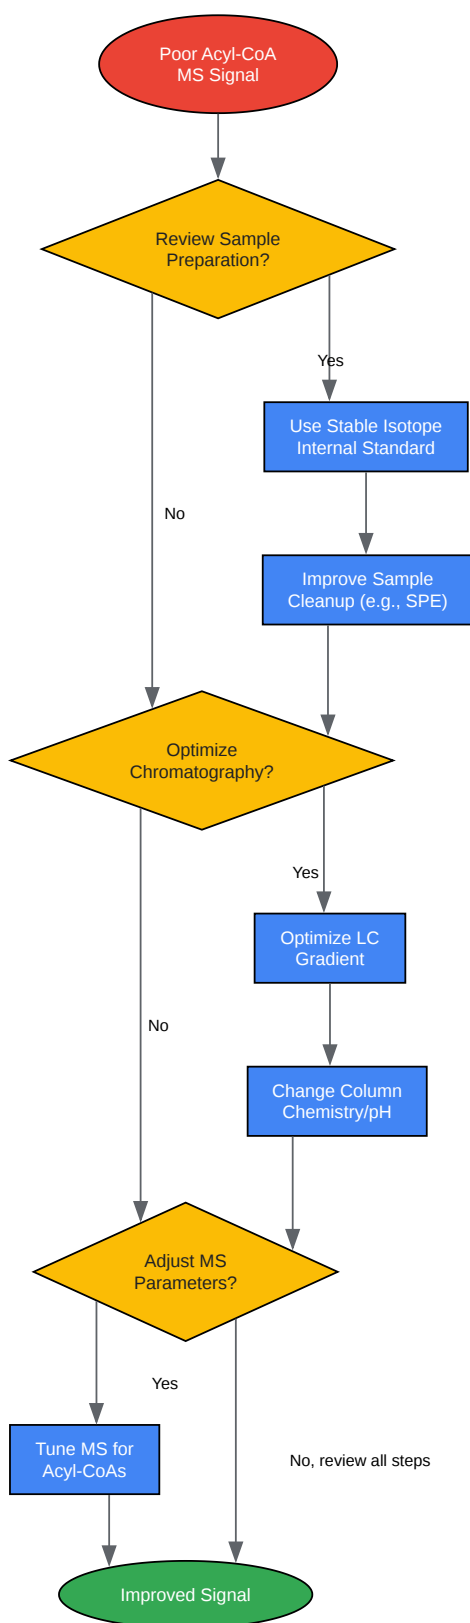 Poor Acyl-CoA
MS Signal
Review Sample
Preparation?
Yes
Use Stable Isotope
Internal Standard
No
Improve Sample
Cleanup (e.g., SPE)
Optimize
Chromatography?
Yes
Optimize LC
Gradient
No
Change Column
Chemistry/pH
Adjust MS
Parameters?
Yes
Tune MS for
Acyl-CoAs
No, review all steps
Improved Signal